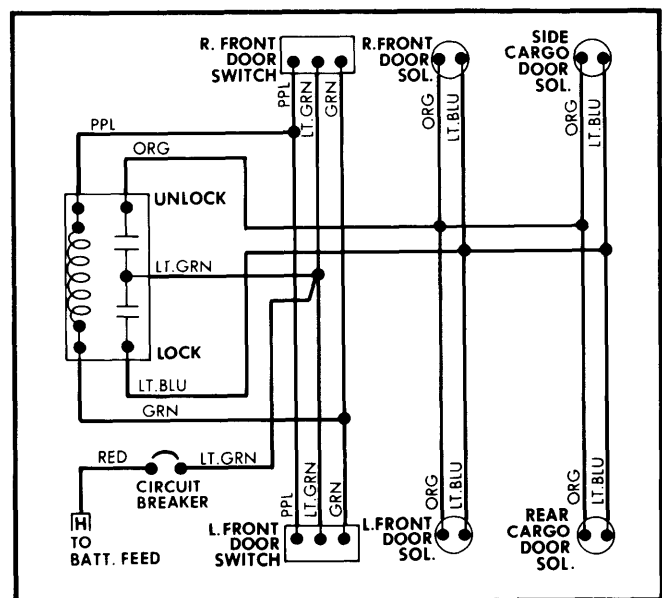 R. FRONT
DOOR
SWITCH
R.FRONT
DOOR
SOL.
SIDE
CARGO
DOOR
SOL.
PPL
LT.GRN
GRN
ORG
LT.BLU
ORG
LT.BLU
PPL
ORG
UNLOCK
LT.GRN
LOCK
LT.BLU
GRN
RED
LT.GRN
CIRCUIT
BREAKER
H
TO
BATT. FEED
PPL
LT.GRN
GRN
ORG
LT.BLU
ORG
LT.BLU
L.FRONT
DOOR
SWITCH
L.FRONT
DOOR
SOL.
REAR
CARGO
DOOR
SOL.